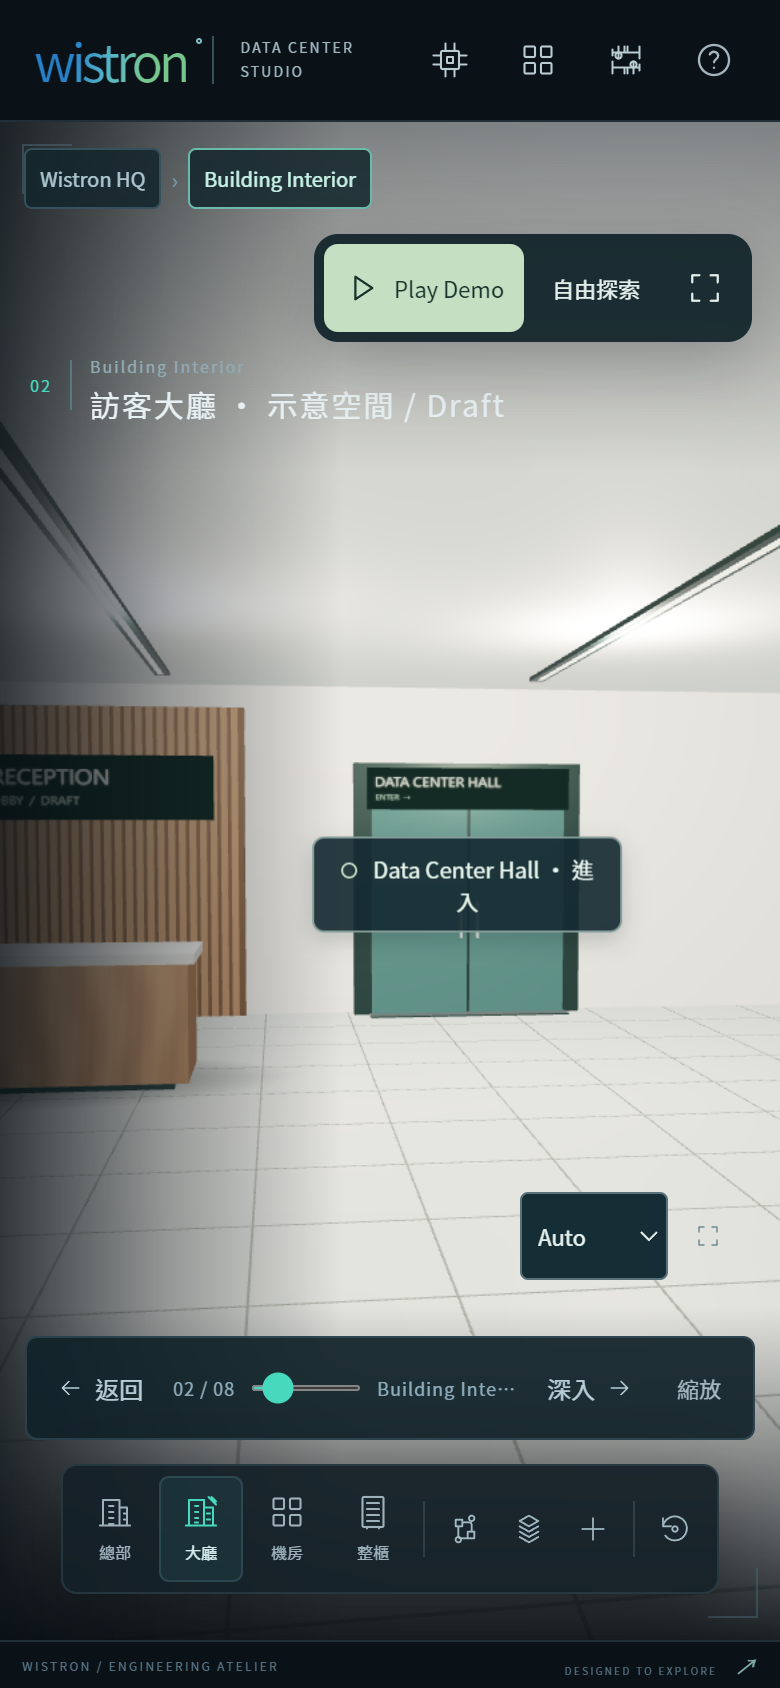 wistron
DATA CENTER
STUDIO
Wistron HQ › Building Interior
Play Demo 自由探索
02
Building Interior
訪客大廳 · 示意空間 / Draft
RECEPTION
/ DRAFT
DATA CENTER HALL
ENTER →
Data Center Hall · 進
入
Auto
← 返回 02 / 08 Building Inte… 深入 → 縮放
總部 大廳 機房 整櫃
WISTRON / ENGINEERING ATELIER
DESIGNED TO EXPLORE